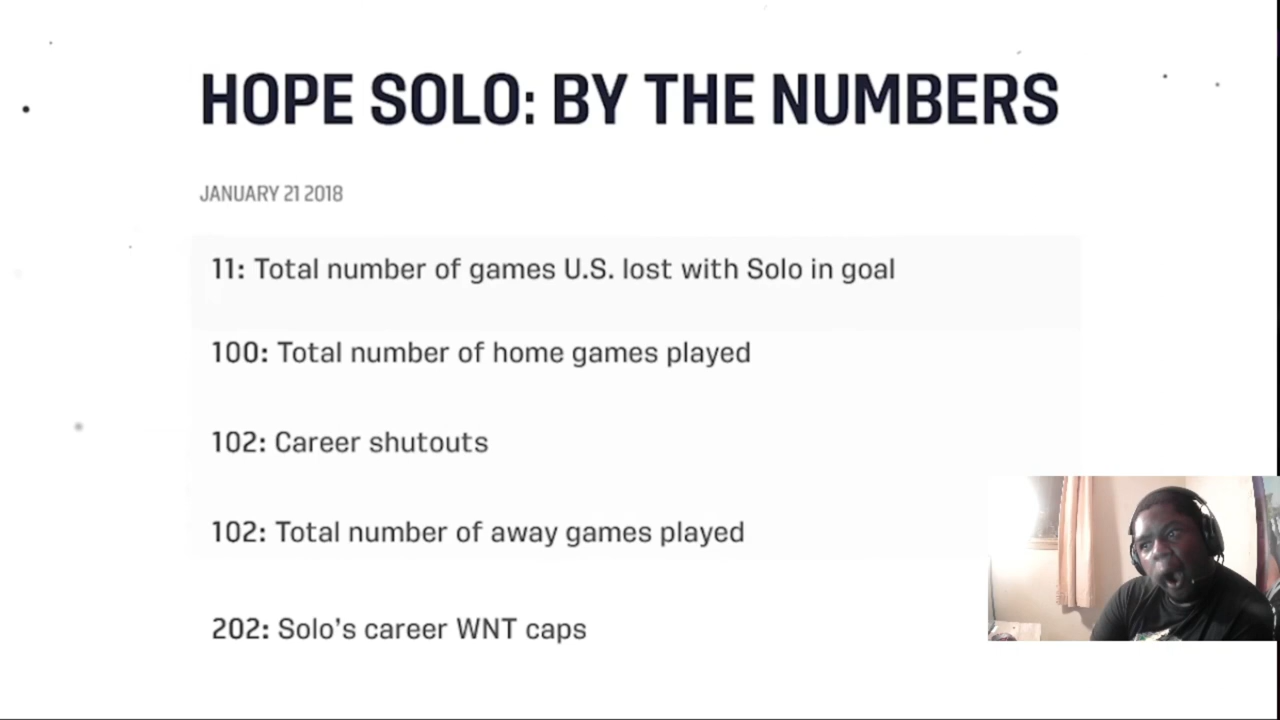 HOPE SOLO: BY THE NUMBERS
JANUARY 21 2018
11: Total number of games U.S. lost with Solo in goal
100: Total number of home games played
102: Career shutouts
102: Total number of away games played
202: Solo's career WNT caps